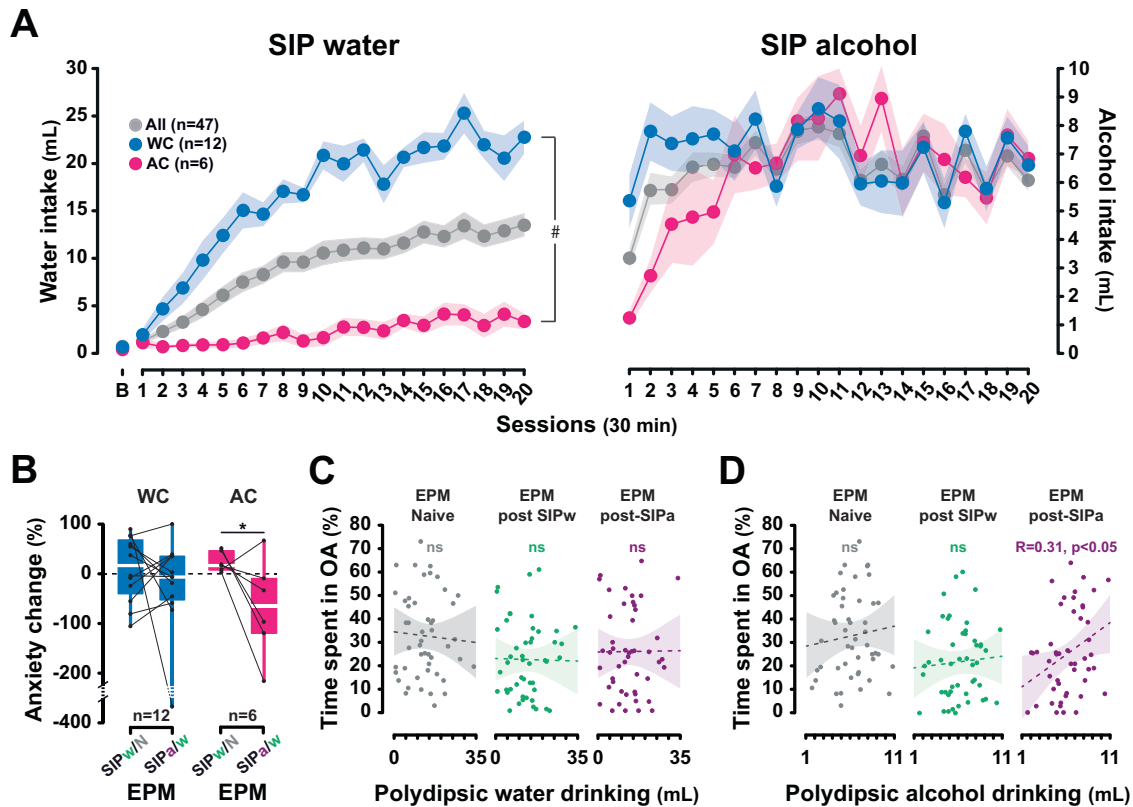 A
SIP water
SIP alcohol
Water intake (mL)
30
25
20
15
10
5
0
All (n=47)
WC (n=12)
AC (n=6)
#
B 1 2 3 4 5 6 7 8 9 10 11 12 13 14 15 16 17 18 19 20
1 2 3 4 5 6 7 8 9 10 11 12 13 14 15 16 17 18 19 20
10
9
8
7
6
5
4
3
2
1
0
Alcohol intake (mL)
Sessions (30 min)
B
WC AC
Anxiety change (%)
100
0
-100
-200
-400
*
n=12 n=6
SIPw/N SIPa/w SIPw/N SIPa/w
EPM EPM
C
EPM
Naive
EPM
post SIPw
EPM
post-SIPa
ns ns ns
Time spent in OA (%)
80
70
60
50
40
30
20
10
0
0 35 0 35 0 35
Polydipsic water drinking (mL)
D
EPM
Naive
EPM
post SIPw
EPM
post-SIPa
ns ns R=0.31, p<0.05
Time spent in OA (%)
80
70
60
50
40
30
20
10
0
1 11 1 11 1 11
Polydipsic alcohol drinking (mL)